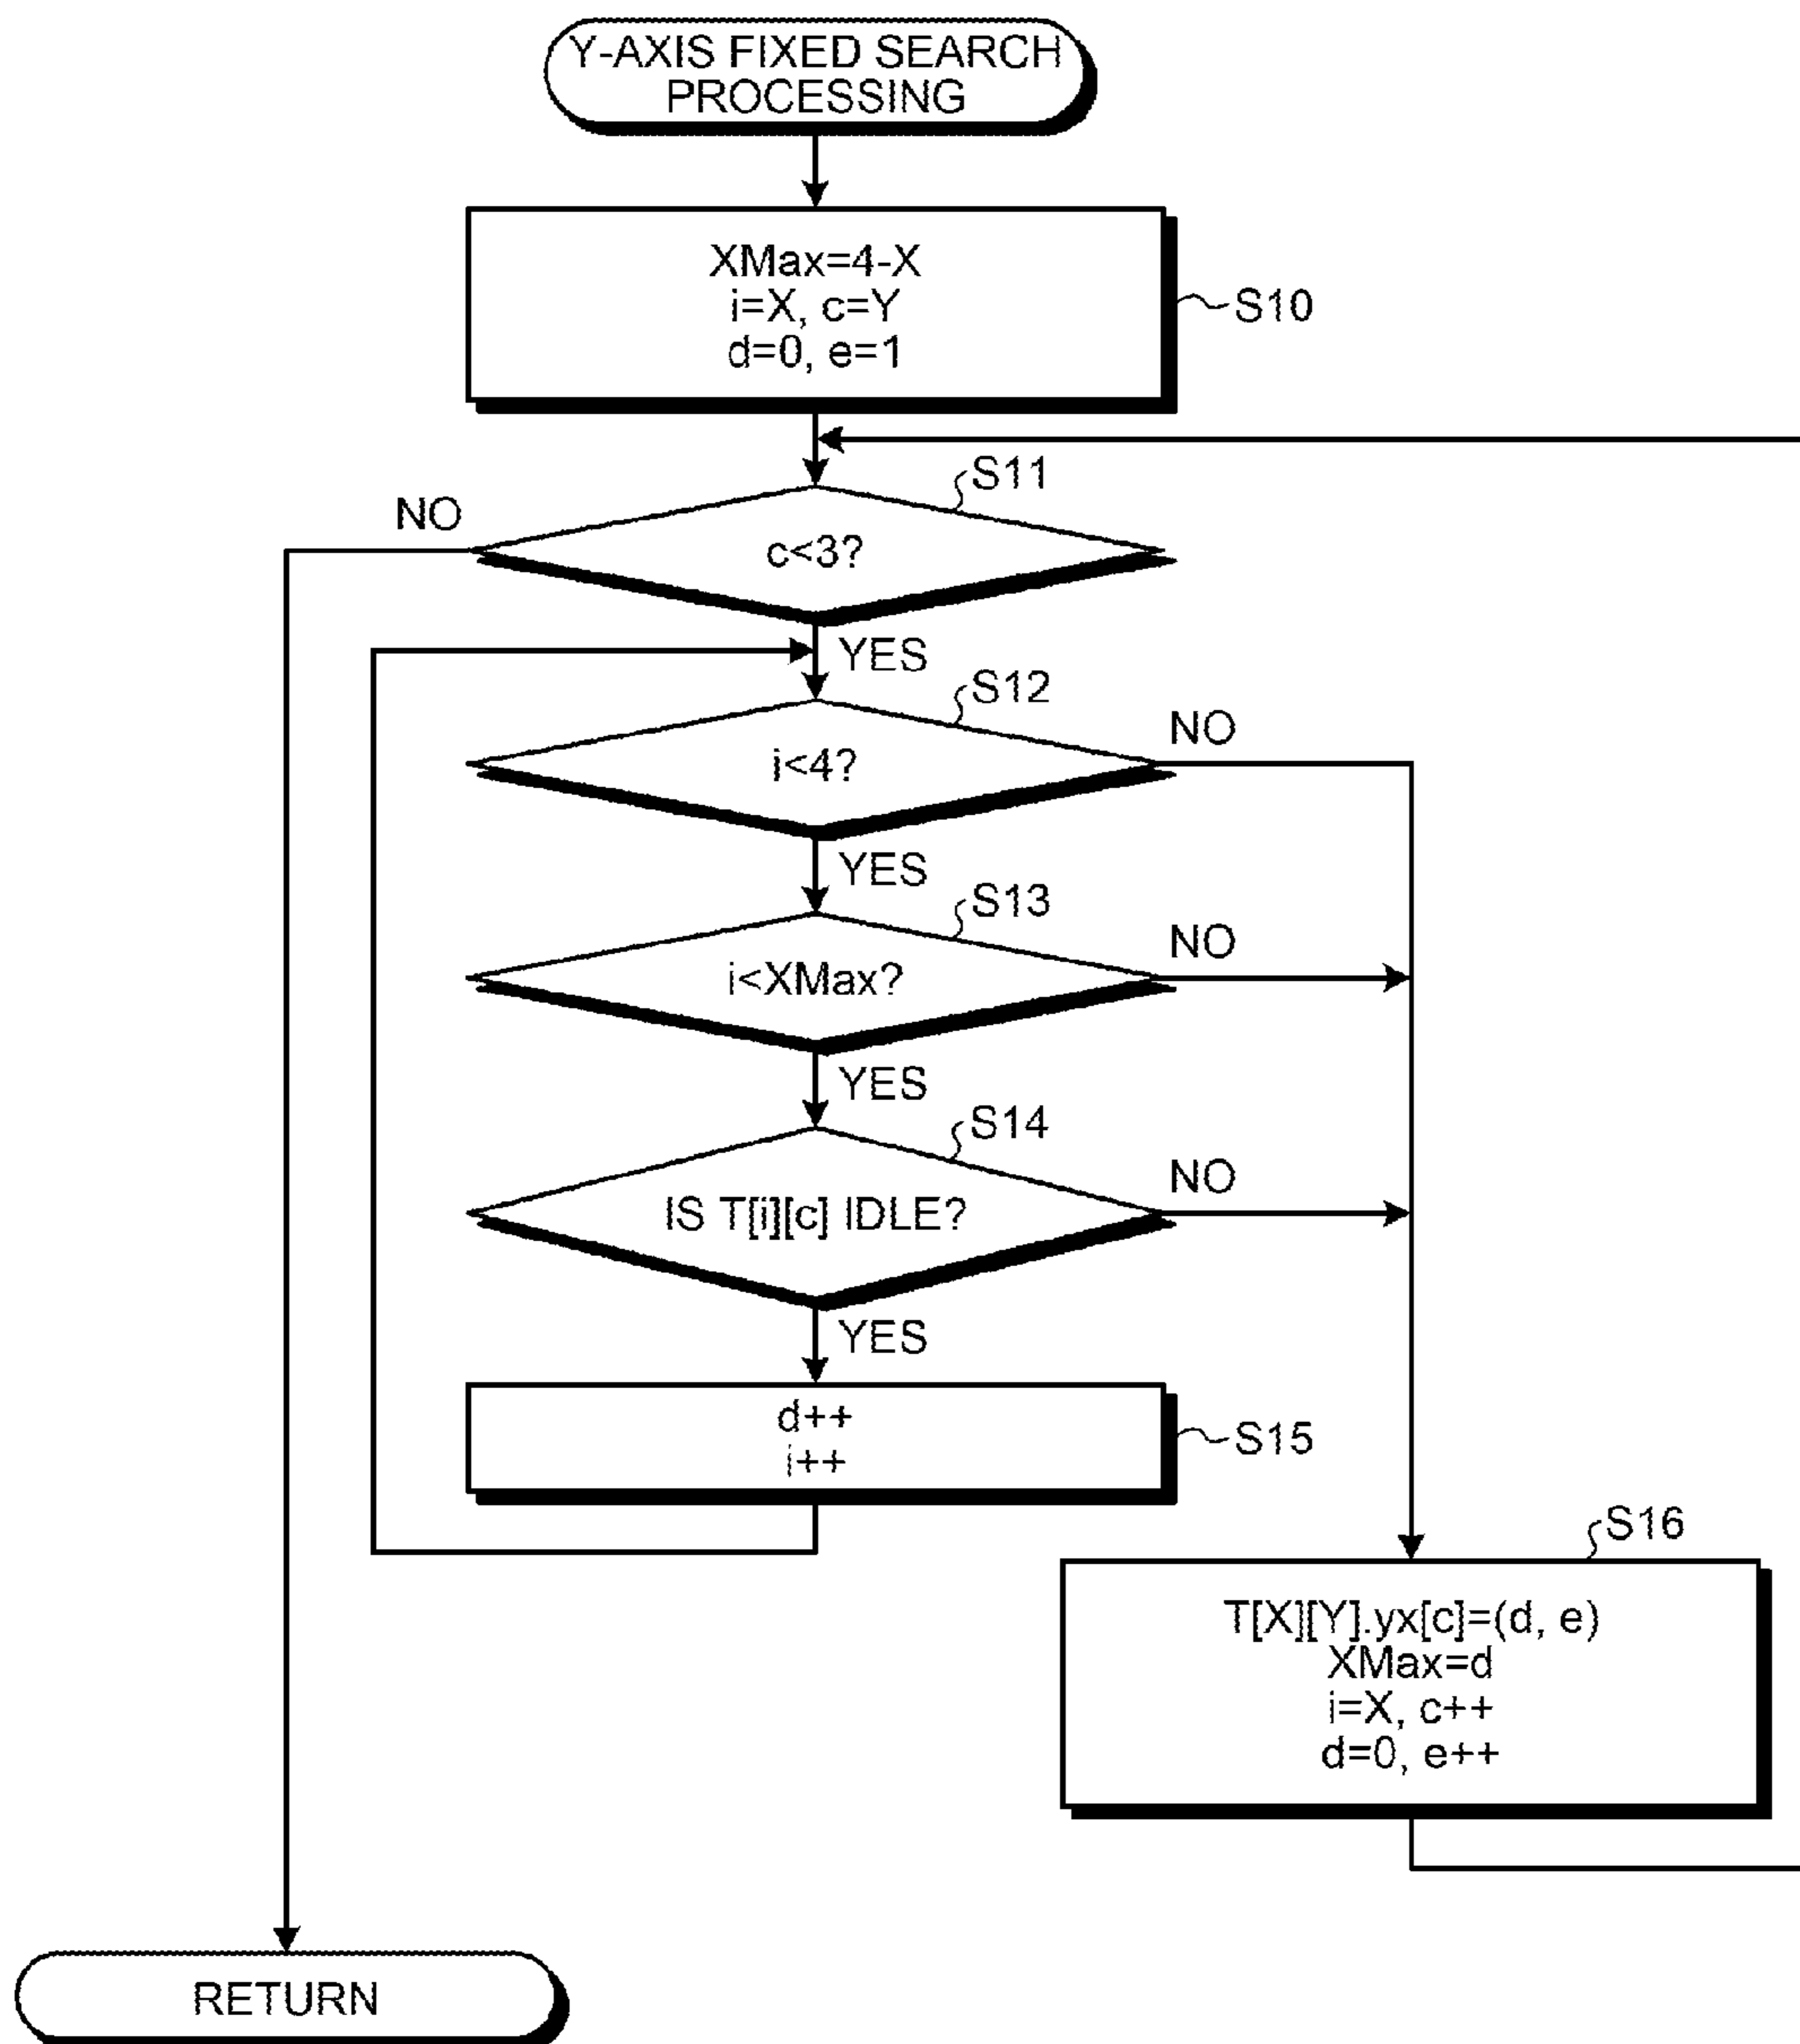 Y-AXIS FIXED SEARCH
PROCESSING
XMax=4-X
i=X, c=Y
d=0, e=1
S10
S11
NO
c<3?
YES
S12
NO
i<4?
YES
S13
NO
i<XMax?
YES
S14
NO
IS T[i][c] IDLE?
YES
d++
i++
S15
S16
T[X][Y].yx[c]=(d, e)
XMax=d
i=X, c++
d=0, e++
RETURN